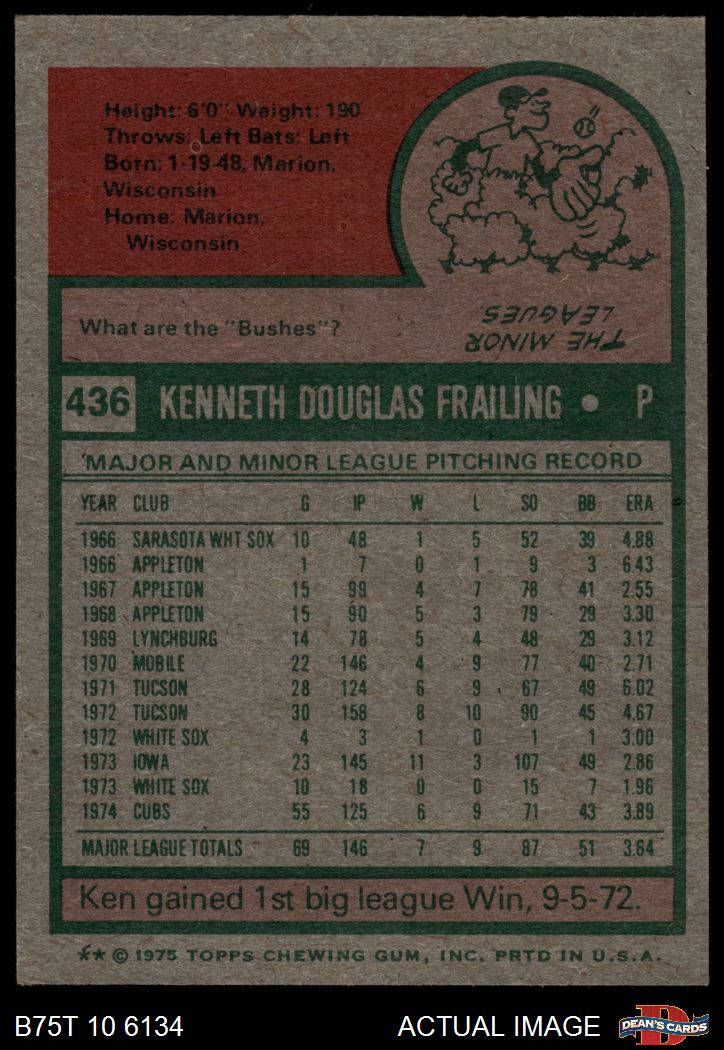 Height: 6'0" Weight: 190
Throws: Left Bats: Left
Born: 1-19-48, Marion,
Wisconsin
Home: Marion,
Wisconsin
What are the "Bushes"?
THE MINOR
LEAGUES.
436 KENNETH DOUGLAS FRAILING • P
MAJOR AND MINOR LEAGUE PITCHING RECORD
YEAR CLUB G IP W L SO BB ERA
1966 SARASOTA WHT SOX 10 48 1 5 52 39 4.88
1966 APPLETON 1 7 0 1 9 3 6.43
1967 APPLETON 15 99 4 7 78 41 2.55
1968 APPLETON 15 90 5 3 79 29 3.30
1969 LYNCHBURG 14 78 5 4 48 29 3.12
1970 MOBILE 22 146 4 9 77 40 2.71
1971 TUCSON 28 124 6 9 67 49 6.02
1972 TUCSON 30 158 8 10 90 45 4.67
1972 WHITE SOX 4 3 1 0 1 1 3.00
1973 IOWA 23 145 11 3 107 49 2.86
1973 WHITE SOX 10 18 0 0 15 7 1.96
1974 CUBS 55 125 6 9 71 43 3.89
MAJOR LEAGUE TOTALS 69 146 7 9 87 51 3.64
Ken gained 1st big league Win, 9-5-72.
** © 1975 TOPPS CHEWING GUM, INC. PRTD IN U.S.A.
B75T 10 6134 ACTUAL IMAGE D DEAN'S CARDS